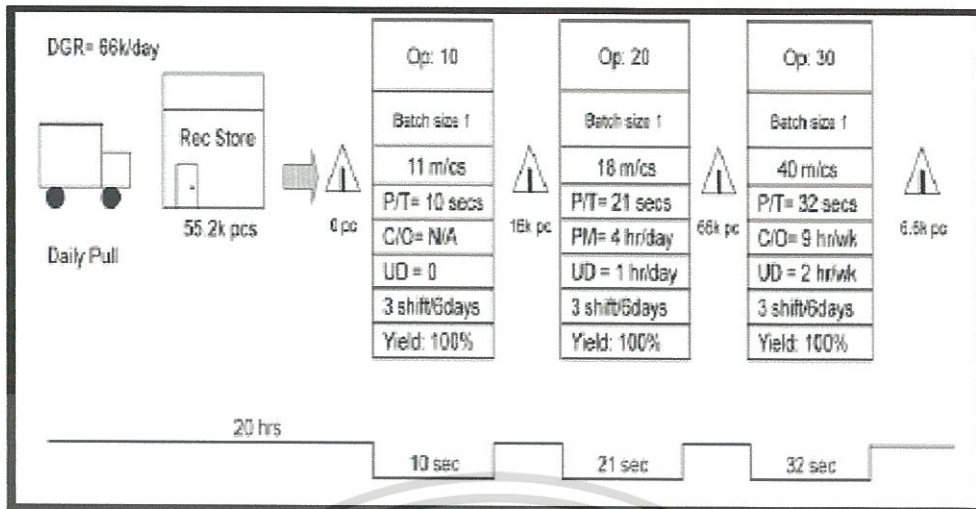 DGR= 66k/day
Rec Store
55.2k pcs
Daily Pull
0 pc
Op: 10
Batch size 1
11 m/cs
P/T= 10 secs
C/O= N/A
UD = 0
3 shift/6days
Yield: 100%
16k pc
Op: 20
Batch size 1
18 m/cs
P/T= 21 secs
PM= 4 hr/day
UD = 1 hr/day
3 shift/6days
Yield: 100%
66k pc
Op: 30
Batch size 1
40 m/cs
P/T= 32 secs
C/O= 9 hr/wk
UD = 2 hr/wk
3 shift/6days
Yield: 100%
6.6k pc
20 hrs
10 sec
21 sec
32 sec